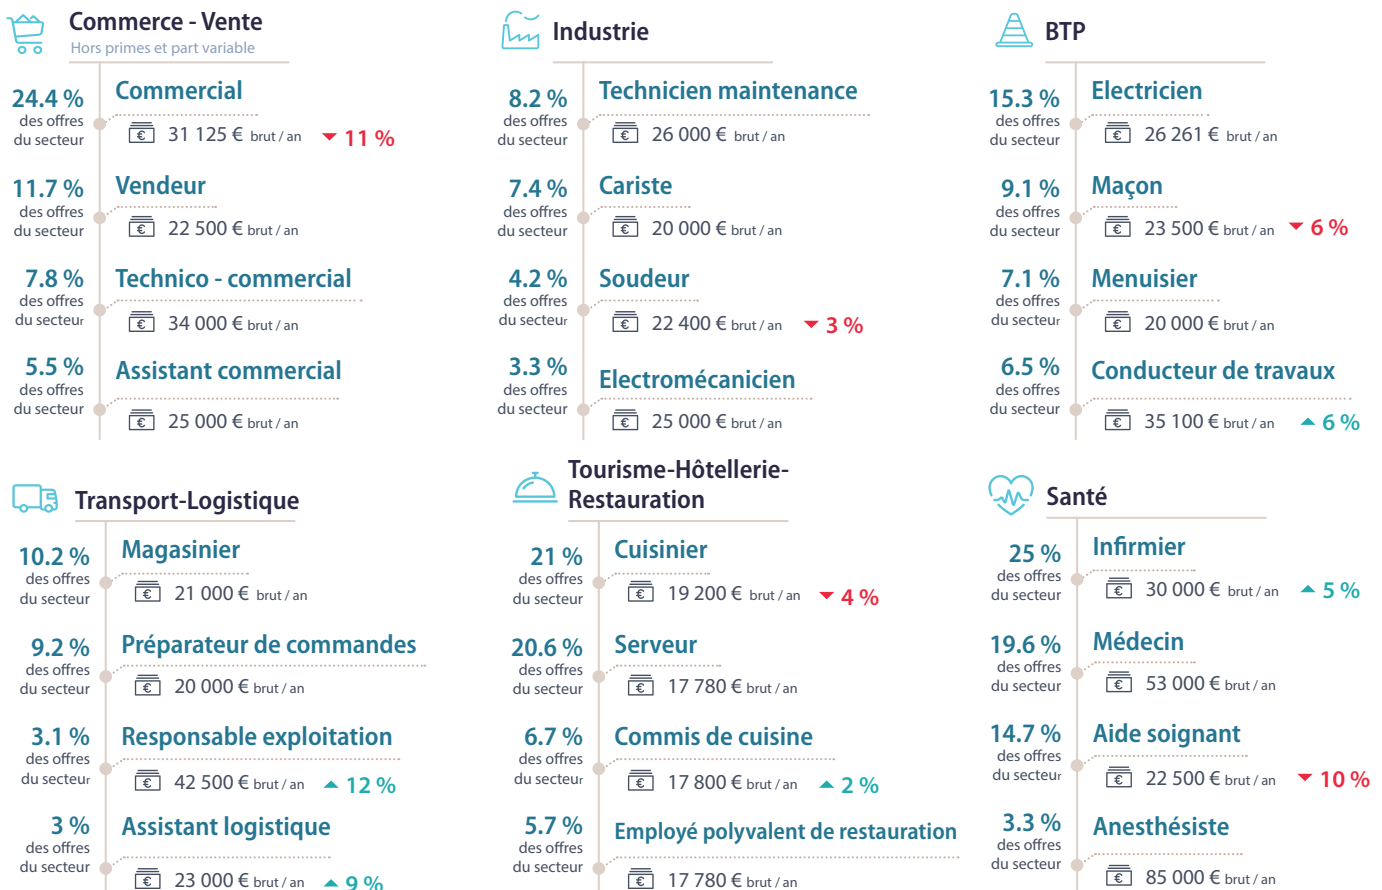 Commerce - Vente
Hors primes et part variable
24.4 %
des offres
du secteur
Commercial
31 125 € brut / an
11 %
11.7 %
des offres
du secteur
Vendeur
22 500 € brut / an
7.8 %
des offres
du secteur
Technico - commercial
34 000 € brut / an
5.5 %
des offres
du secteur
Assistant commercial
25 000 € brut / an
Industrie
8.2 %
des offres
du secteur
Technicien maintenance
26 000 € brut / an
7.4 %
des offres
du secteur
Cariste
20 000 € brut / an
4.2 %
des offres
du secteur
Soudeur
22 400 € brut / an
3 %
3.3 %
des offres
du secteur
Electromécanicien
25 000 € brut / an
BTP
15.3 %
des offres
du secteur
Electricien
26 261 € brut / an
9.1 %
des offres
du secteur
Maçon
23 500 € brut / an
6 %
7.1 %
des offres
du secteur
Menuisier
20 000 € brut / an
6.5 %
des offres
du secteur
Conducteur de travaux
35 100 € brut / an
6 %
Transport-Logistique
10.2 %
des offres
du secteur
Magasinier
21 000 € brut / an
9.2 %
des offres
du secteur
Préparateur de commandes
20 000 € brut / an
3.1 %
des offres
du secteur
Responsable exploitation
42 500 € brut / an
12 %
3 %
des offres
du secteur
Assistant logistique
23 000 € brut / an
9 %
Tourisme-Hôtellerie-
Restauration
21 %
des offres
du secteur
Cuisinier
19 200 € brut / an
4 %
20.6 %
des offres
du secteur
Serveur
17 780 € brut / an
6.7 %
des offres
du secteur
Commis de cuisine
17 800 € brut / an
2 %
5.7 %
des offres
du secteur
Employé polyvalent de restauration
17 780 € brut / an
Santé
25 %
des offres
du secteur
Infirmier
30 000 € brut / an
5 %
19.6 %
des offres
du secteur
Médecin
53 000 € brut / an
14.7 %
des offres
du secteur
Aide soignant
22 500 € brut / an
10 %
3.3 %
des offres
du secteur
Anesthésiste
85 000 € brut / an